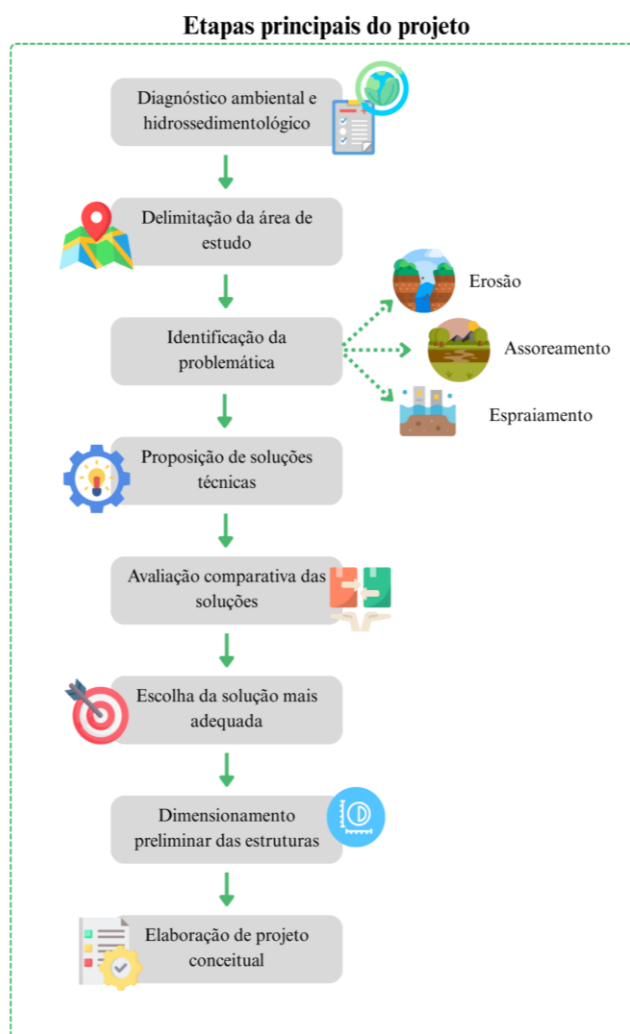 Etapas principais do projeto
Diagnóstico ambiental e
hidrossedimentológico
Delimitação da área de
estudo
Identificação da
problemática
Erosão
Assoreamento
Espraiamento
Proposição de soluções
técnicas
Avaliação comparativa das
soluções
Escolha da solução mais
adequada
Dimensionamento
preliminar das estruturas
Elaboração de projeto
conceitual